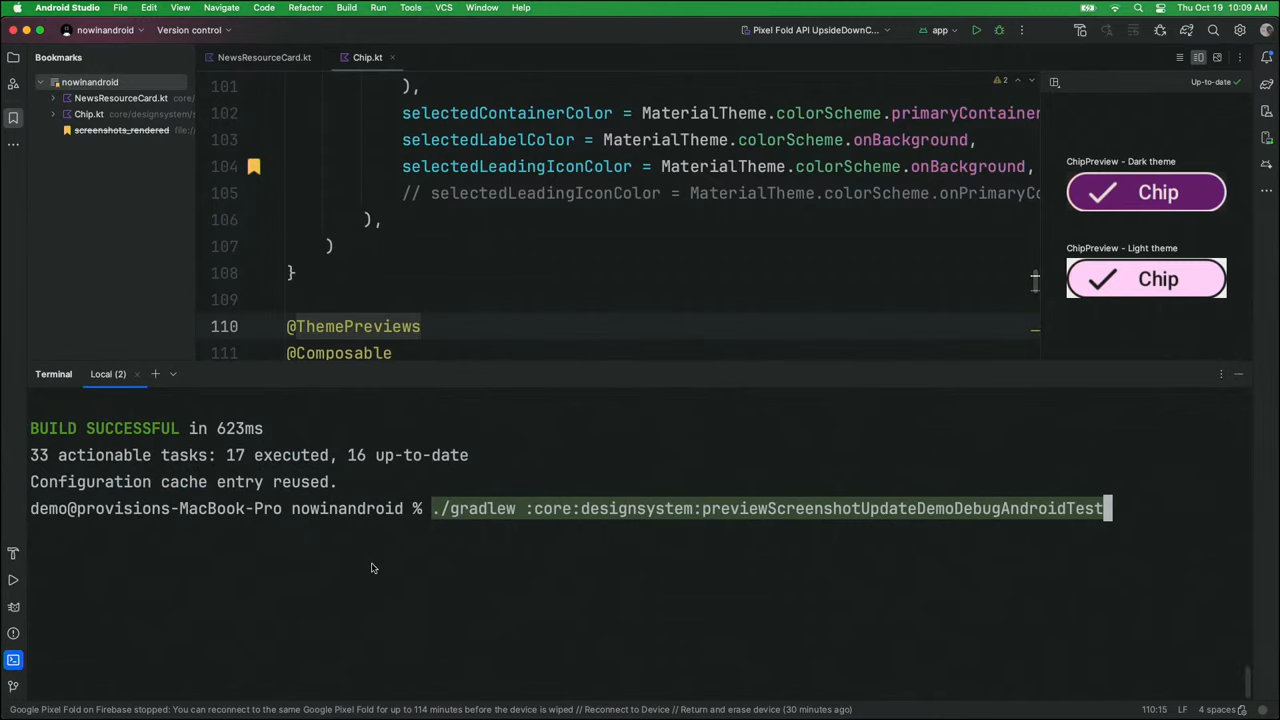 Android Studio File Edit View Navigate Code Refactor Build Run Tools VCS Window Help Thu Oct 19 10:09 AM
nowinandroid Version control Pixel Fold API UpsideDownC... app
Bookmarks NewsResourceCard.kt Chip.kt
nowinandroid
NewsResourceCard.kt core/
Chip.kt core/designsystem/s
screenshots_rendered file://
2
Up-to-date
101 ),
102 selectedContainerColor = MaterialTheme.colorScheme.primaryContainer
103 selectedLabelColor = MaterialTheme.colorScheme.onBackground,
104 selectedLeadingIconColor = MaterialTheme.colorScheme.onBackground,
105 // selectedLeadingIconColor = MaterialTheme.colorScheme.onPrimaryCo
106 ),
107 )
108 }
109
110 @ThemePreviews
111 @Composable
ChipPreview - Dark theme
Chip
ChipPreview - Light theme
Chip
Terminal Local (2)
BUILD SUCCESSFUL in 623ms
33 actionable tasks: 17 executed, 16 up-to-date
Configuration cache entry reused.
demo@provisions-MacBook-Pro nowinandroid % ./gradlew :core:designsystem:previewScreenshotUpdateDemoDebugAndroidTest
Google Pixel Fold on Firebase stopped: You can reconnect to the same Google Pixel Fold for up to 114 minutes before the device is wiped // Reconnect to Device // Return and erase device (30 minutes ago) 110:15 LF 4 spaces